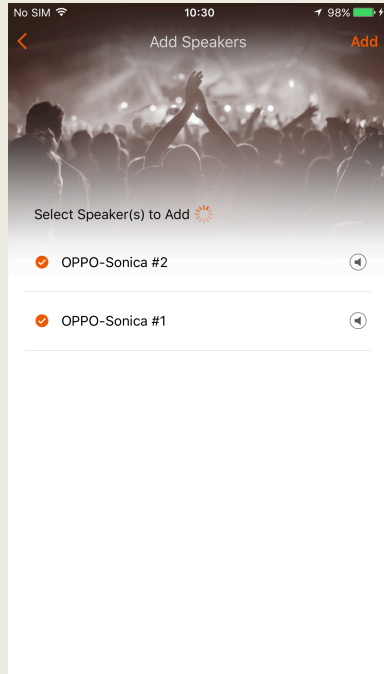 No SIM 10:30 98%
Add Speakers Add
Select Speaker(s) to Add
OPPO-Sonica #2
OPPO-Sonica #1